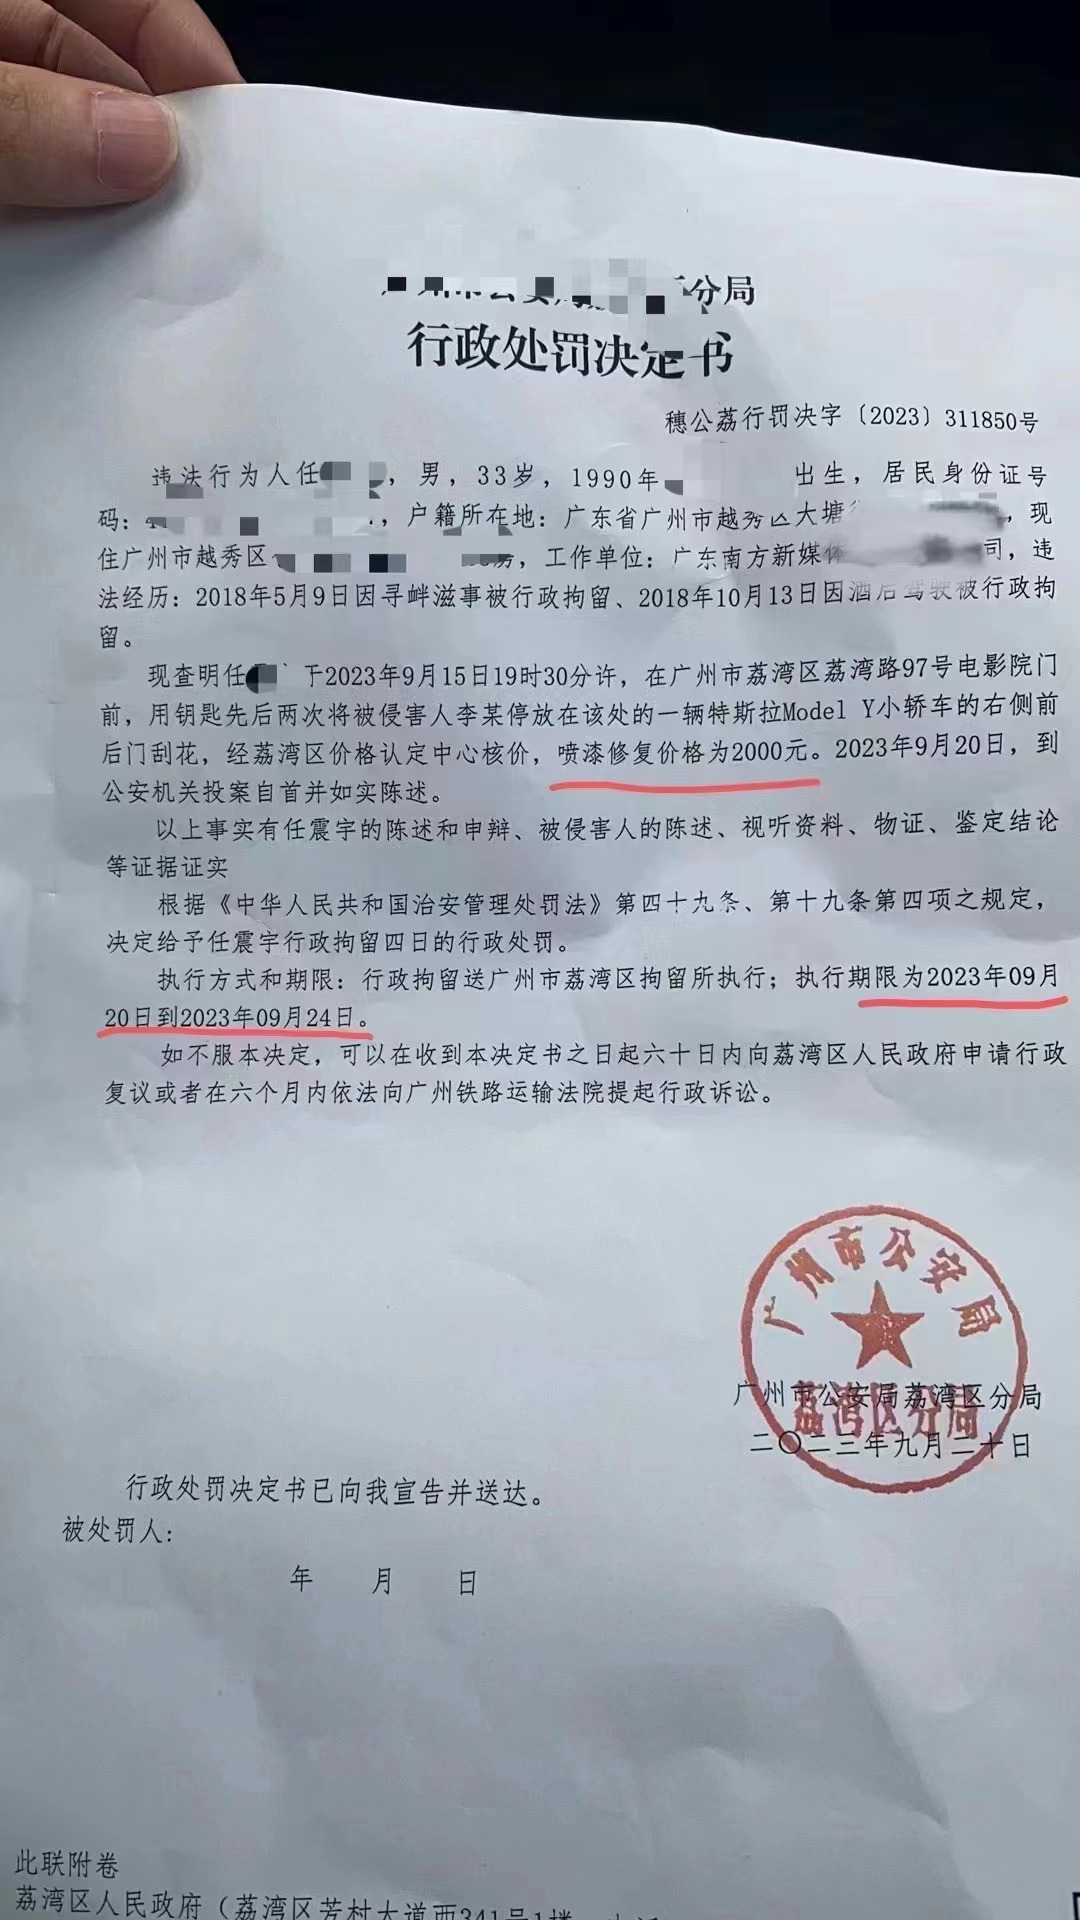 分局
行政处罚决定书
穗公荔行罚决字〔2023〕311850号
违法行为人任，男，33岁，1990年 出生，居民身份证号
码： ，户籍所在地：广东省广州市越秀区大塘 ，现
住广州市越秀区 ，工作单位：广东南方新媒体 司，违
法经历：2018年5月9日因寻衅滋事被行政拘留、2018年10月13日因酒后驾驶被行政拘
留。
现查明任 于2023年9月15日19时30分许，在广州市荔湾区荔湾路97号电影院门
前，用钥匙先后两次将被侵害人李某停放在该处的一辆特斯拉Model Y小轿车的右侧前
后门刮花，经荔湾区价格认定中心核价，喷漆修复价格为2000元。2023年9月20日，到
公安机关投案自首并如实陈述。
以上事实有任震宇的陈述和申辩、被侵害人的陈述、视听资料、物证、鉴定结论
等证据证实
根据《中华人民共和国治安管理处罚法》第四十九条、第十九条第四项之规定，
决定给予任震宇行政拘留四日的行政处罚。
执行方式和期限：行政拘留送广州市荔湾区拘留所执行；执行期限为2023年09月
20日到2023年09月24日。
如不服本决定，可以在收到本决定书之日起六十日内向荔湾区人民政府申请行政
复议或者在六个月内依法向广州铁路运输法院提起行政诉讼。
广州市公安局
荔湾区分局
广州市公安局荔湾区分局
二〇二三年九月二十日
行政处罚决定书已向我宣告并送达。
被处罚人：
年 月 日
此联附卷
荔湾区人民政府（荔湾区芳村大道西341号1楼